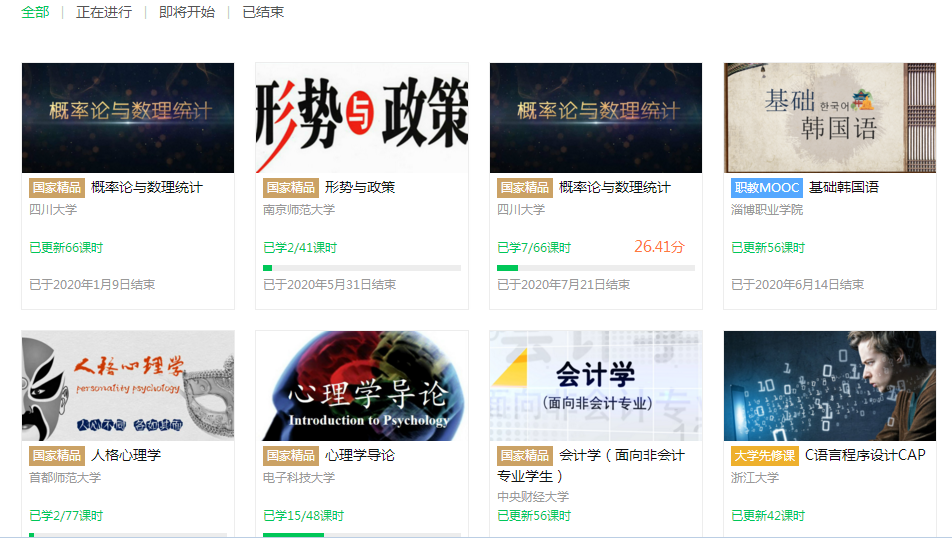 全部 | 正在进行 | 即将开始 | 已结束
概率论与数理统计
国家精品 概率论与数理统计
四川大学
已更新66课时
已于2020年1月9日结束
形势与政策
国家精品 形势与政策
南京师范大学
已学2/41课时
已于2020年5月31日结束
概率论与数理统计
国家精品 概率论与数理统计
四川大学
已学7/66课时 26.41分
已于2020年7月21日结束
基础 한국어
韩国语
职教MOOC 基础韩国语
淄博职业学院
已更新56课时
已于2020年6月14日结束
人格心理学
personality psychology
人心不同 各如其面
国家精品 人格心理学
首都师范大学
已学2/77课时
心理学导论
Introduction to Psychology
国家精品 心理学导论
电子科技大学
已学15/48课时
会计学
(面向非会计专业)
国家精品 会计学（面向非会计
专业学生）
中央财经大学
已更新56课时
大学先修课 C语言程序设计CAP
浙江大学
已更新42课时